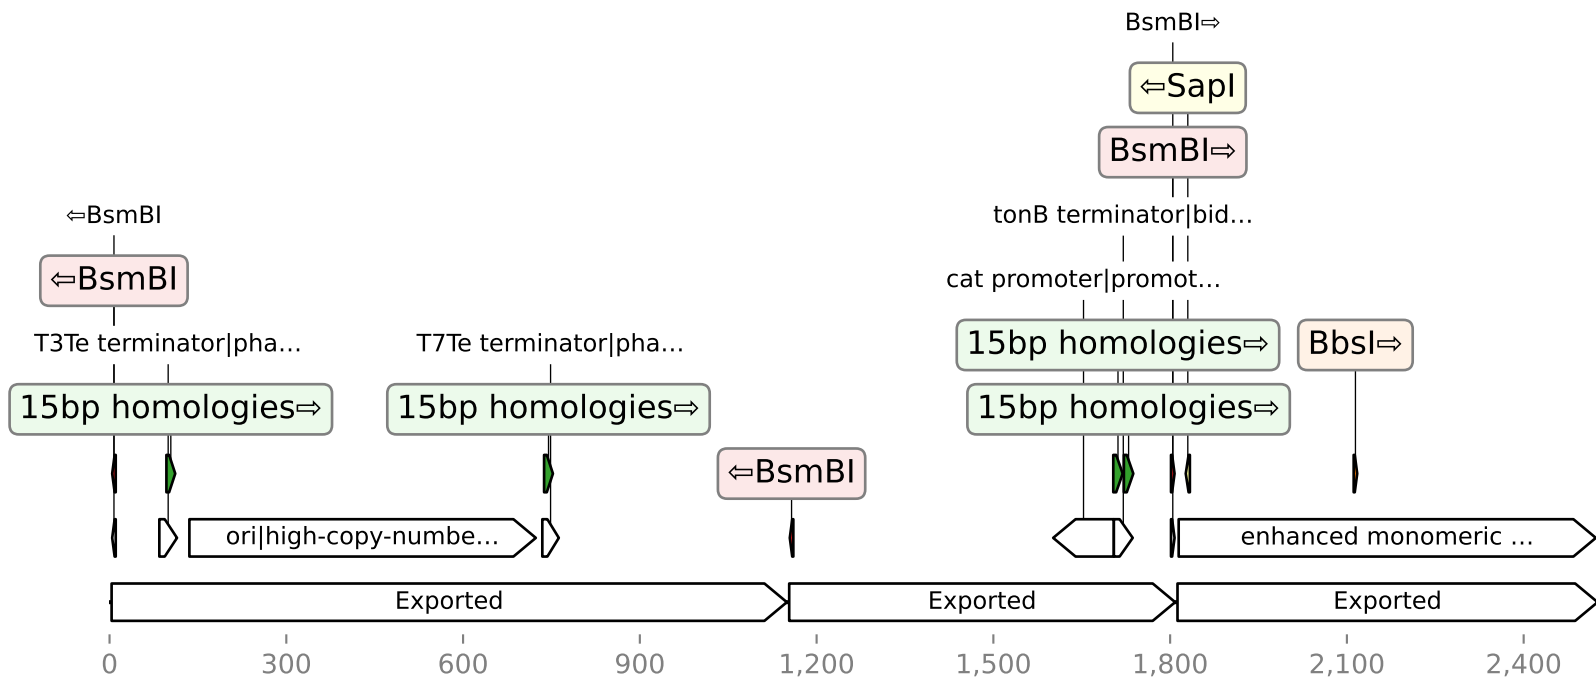 BsmBI⇨
⇦SapI
BsmBI⇨
⇦BsmBI
tonB terminator|bid...
⇦BsmBI
cat promoter|promot...
T3Te terminator|pha...
T7Te terminator|pha...
15bp homologies⇨
BbsI⇨
15bp homologies⇨
15bp homologies⇨
15bp homologies⇨
⇦BsmBI
ori|high-copy-numbe...
enhanced monomeric ...
Exported
Exported
Exported
0 300 600 900 1,200 1,500 1,800 2,100 2,400